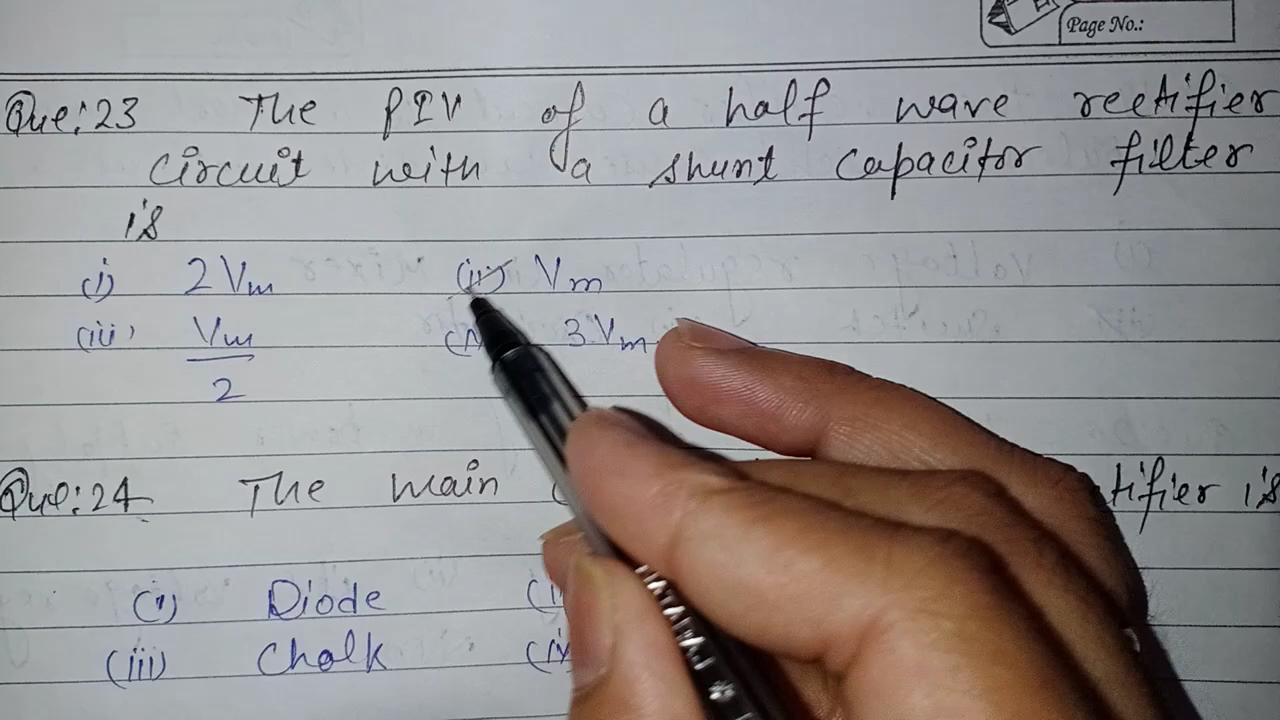 Page No.:
Que:23 The PIV of a half wave rectifier
circuit with a shunt capacitor filter
is
(i) 2Vm (ii) Vm
(iii) Vm/2 3Vm
Que:24 The main is
(i) Diode
(iii) Chalk